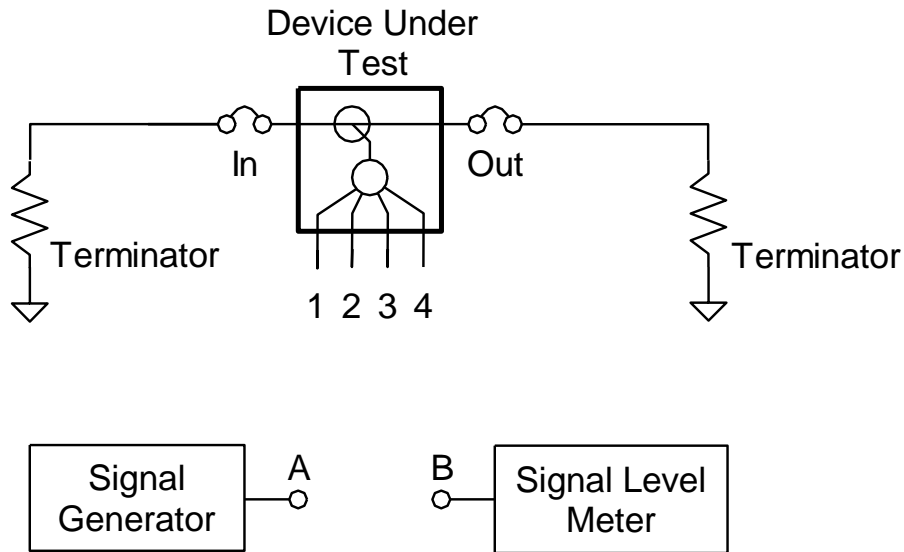 Device Under
Test
In
Out
Terminator
Terminator
1 2 3 4
A
B
Signal
Generator
Signal Level
Meter